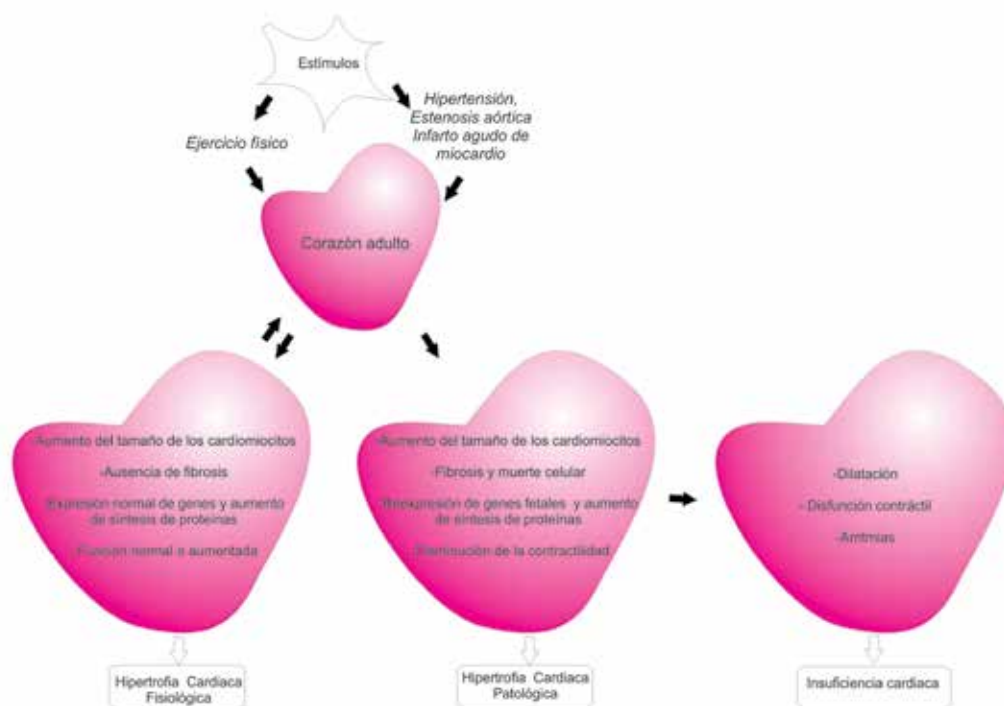 Estímulos
Ejercicio físico
Hipertensión,
Estenosis aórtica
Infarto agudo de
miocardio
Corazón adulto
-Aumento del tamaño de los cardiomiocitos
-Ausencia de fibrosis
-Expresión normal de genes y aumento
de síntesis de proteínas
-Función normal o aumentada
Hipertrofia Cardiaca
Fisiológica
-Aumento del tamaño de los cardiomiocitos
-Fibrosis y muerte celular
-Reexpresión de genes fetales y aumento
de síntesis de proteínas
-Disminución de la contractilidad
Hipertrofia Cardiaca
Patológica
-Dilatación
- Disfunción contráctil
-Arritmias
Insuficiencia cardiaca